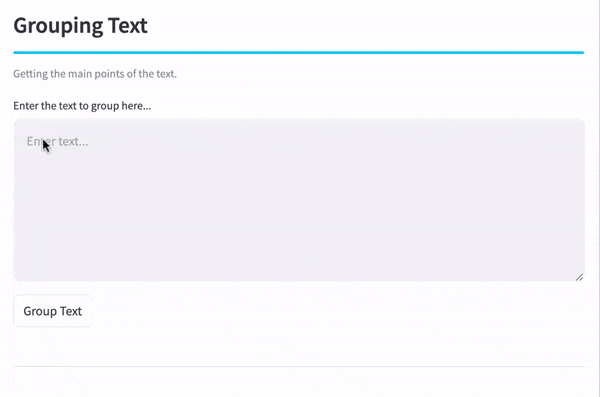 Grouping Text
Getting the main points of the text.
Enter the text to group here...
Enter text...
Group Text